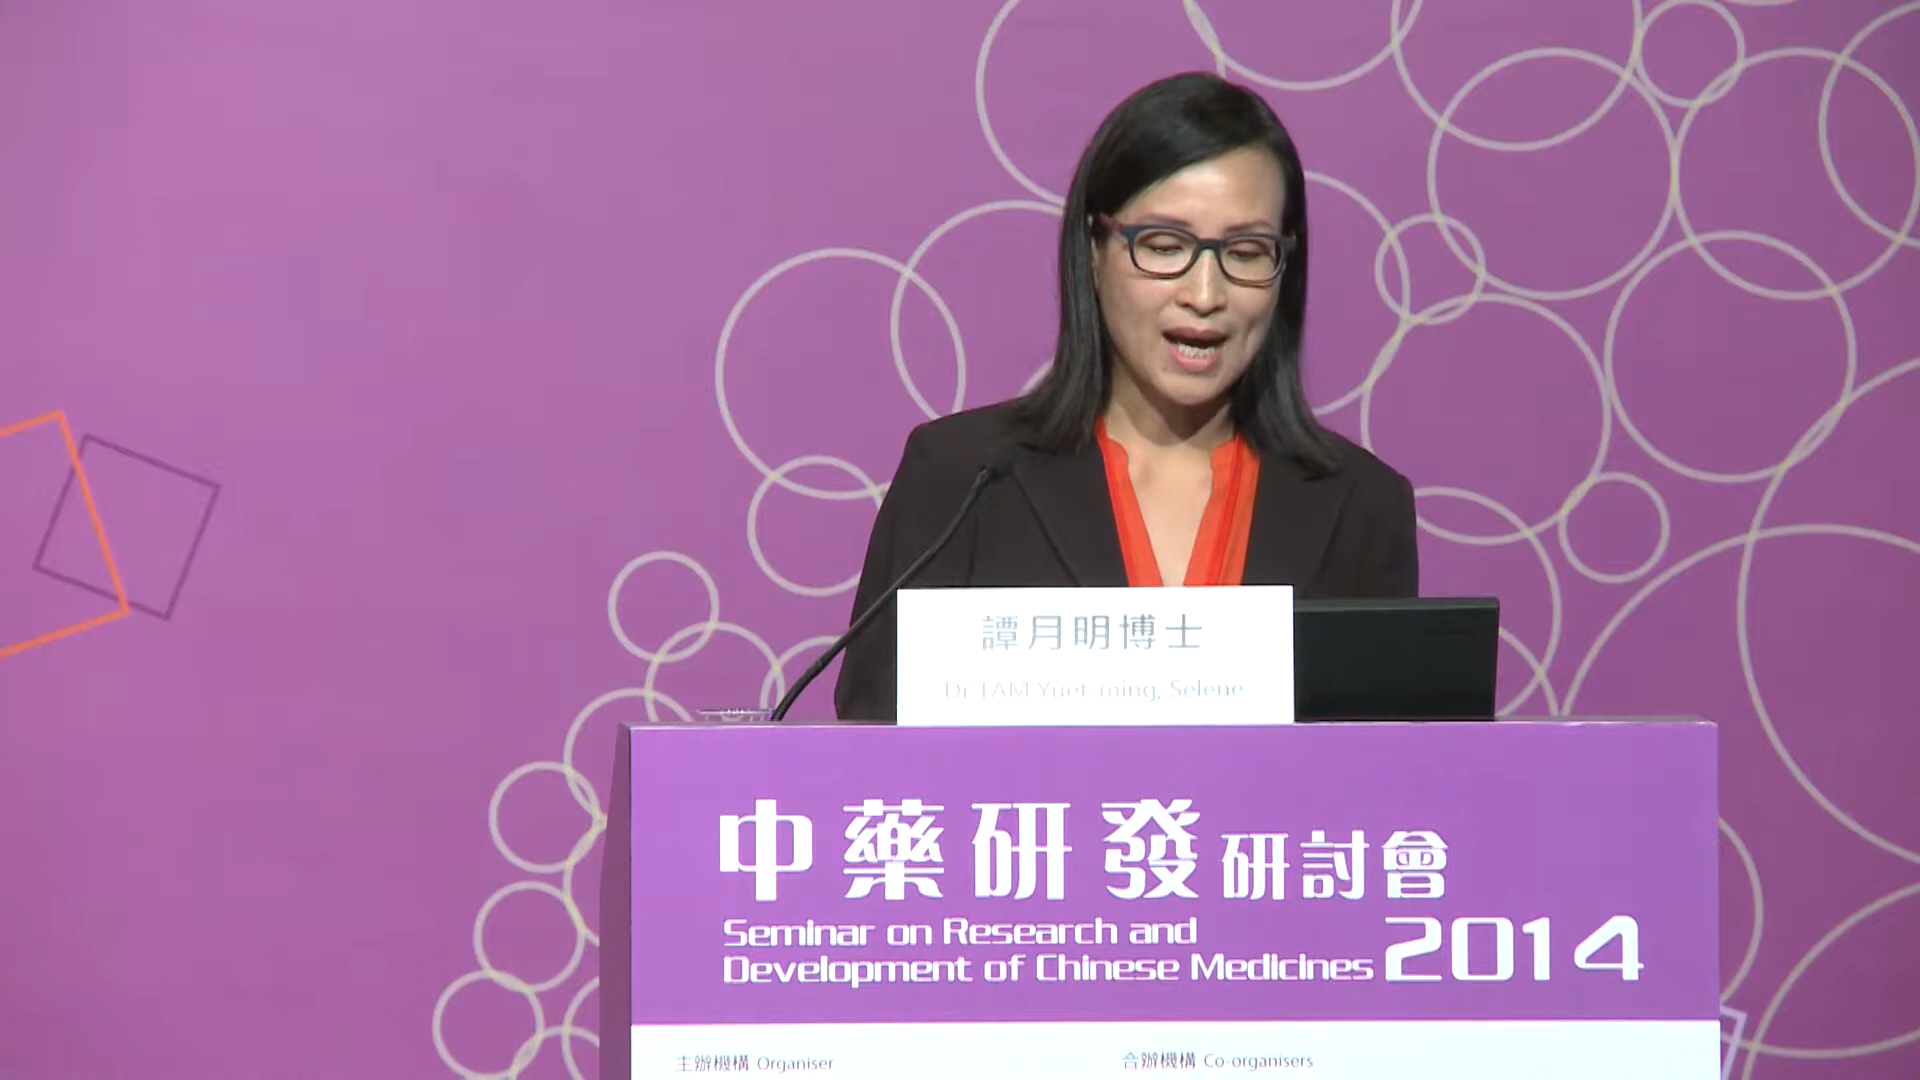 譚月明博士
Dr TAM Yuet-ming, Selene
中藥研發研討會
Seminar on Research and
Development of Chinese Medicines 2014
主辦機構 Organiser
合辦機構 Co-organisers